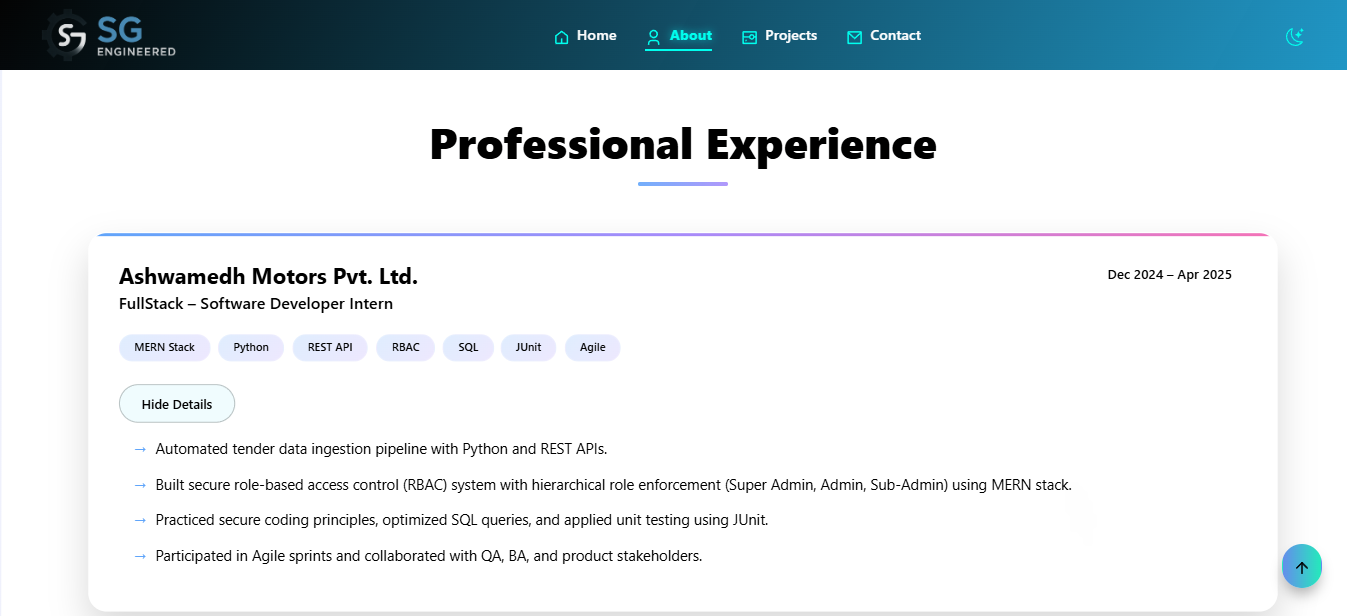 SG
ENGINEERED
Home
About
Projects
Contact
Professional Experience
Ashwamedh Motors Pvt. Ltd.
Dec 2024 – Apr 2025
FullStack – Software Developer Intern
MERN Stack
Python
REST API
RBAC
SQL
JUnit
Agile
Hide Details
→ Automated tender data ingestion pipeline with Python and REST APIs.
→ Built secure role-based access control (RBAC) system with hierarchical role enforcement (Super Admin, Admin, Sub-Admin) using MERN stack.
→ Practiced secure coding principles, optimized SQL queries, and applied unit testing using JUnit.
→ Participated in Agile sprints and collaborated with QA, BA, and product stakeholders.